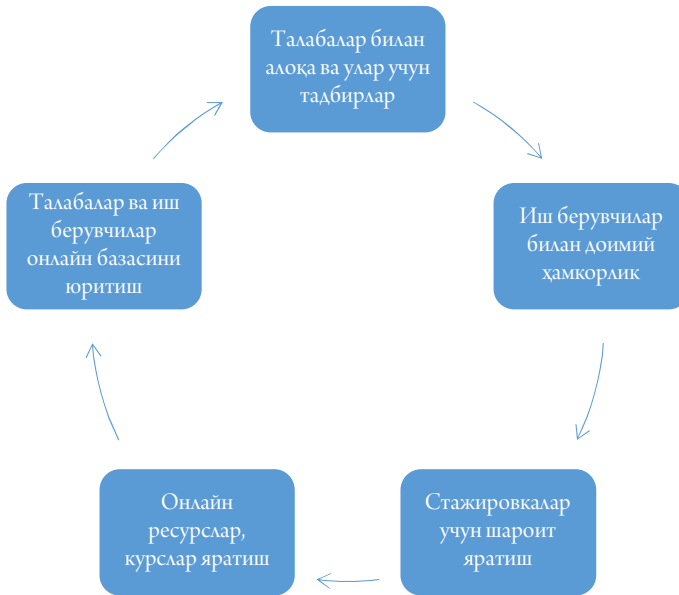 Талабалар билан
алоқа ва улар учун
тадбирлар
Иш берувчилар
билан доимий
ҳамкорлик
Стажировкалар
учун шароит
яратиш
Онлайн
ресурслар,
курслар яратиш
Талабалар ва иш
берувчилар
онлайн базасини
юритиш